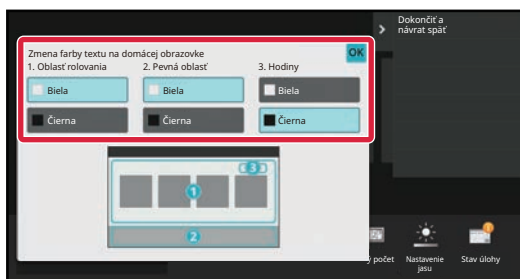 Dokončiť a
návrat späť
Zmena farby textu na domácej obrazovke
OK
1. Oblasť rolovania 2. Pevná oblasť 3. Hodiny
Biela Biela Biela
Čierna Čierna Čierna
3
1
2
počet Nastavenie Stav úlohy
jasu